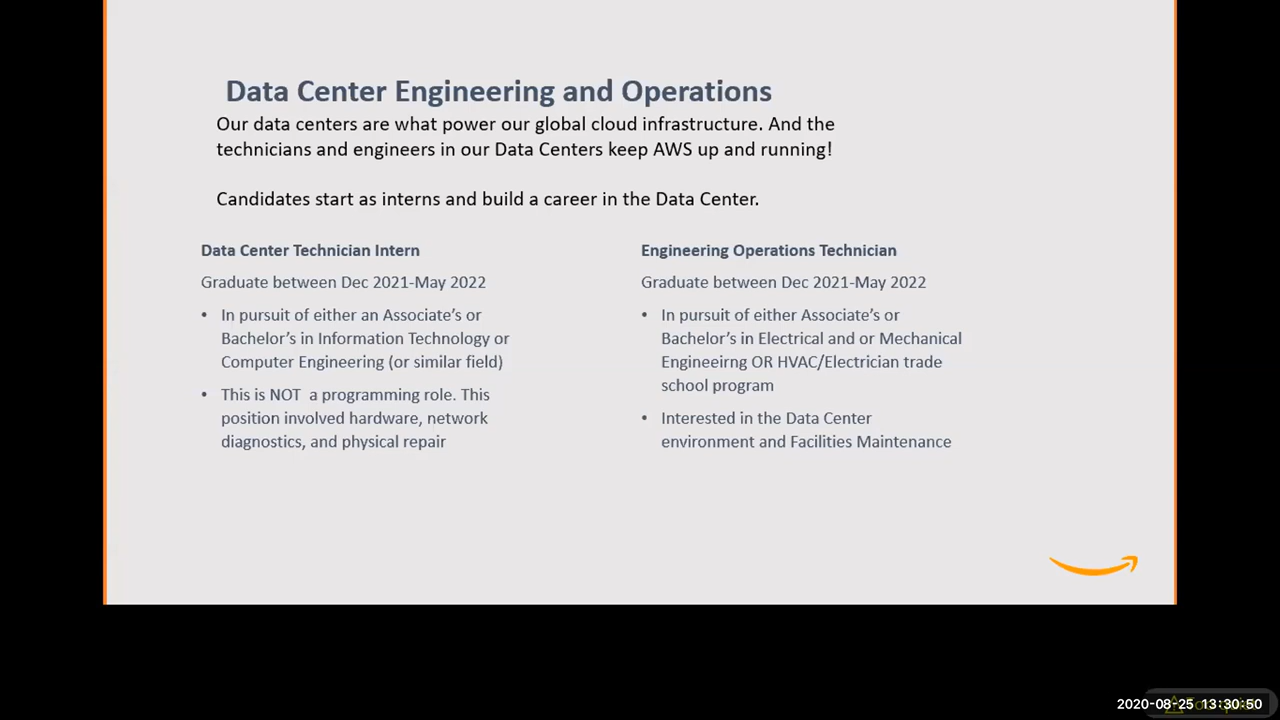 Data Center Engineering and Operations
Our data centers are what power our global cloud infrastructure. And the
technicians and engineers in our Data Centers keep AWS up and running!
Candidates start as interns and build a career in the Data Center.
Data Center Technician Intern
Graduate between Dec 2021-May 2022
• In pursuit of either an Associate's or
Bachelor's in Information Technology or
Computer Engineering (or similar field)
• This is NOT  a programming role. This
position involved hardware, network
diagnostics, and physical repair
Engineering Operations Technician
Graduate between Dec 2021-May 2022
• In pursuit of either Associate's or
Bachelor's in Electrical and or Mechanical
Engineeirng OR HVAC/Electrician trade
school program
• Interested in the Data Center
environment and Facilities Maintenance
2020-08-25 13:30:50